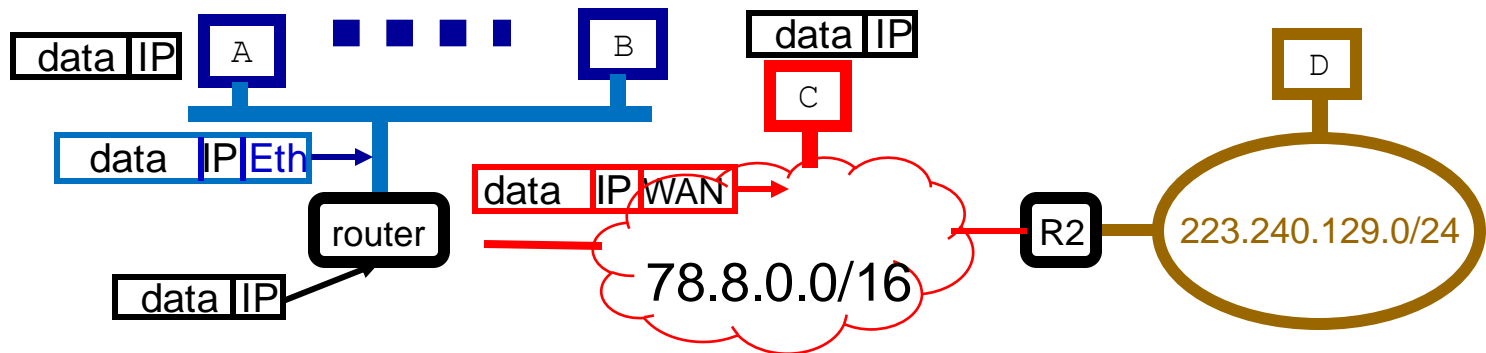 data IP
A
B
data IP
C
D
data IP Eth
data IP WAN
router
R2
223.240.129.0/24
78.8.0.0/16
data IP